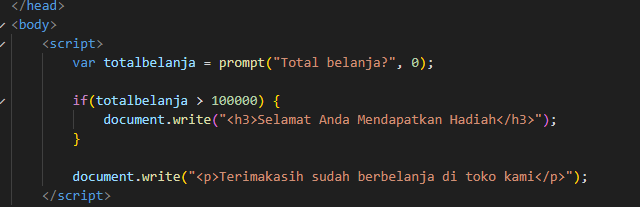 </head>
<body>
<script>
var totalbelanja = prompt("Total belanja?", 0);
if(totalbelanja > 100000) {
document.write("<h3>Selamat Anda Mendapatkan Hadiah</h3>");
}
document.write("<p>Terimakasih sudah berbelanja di toko kami</p>");
</script>